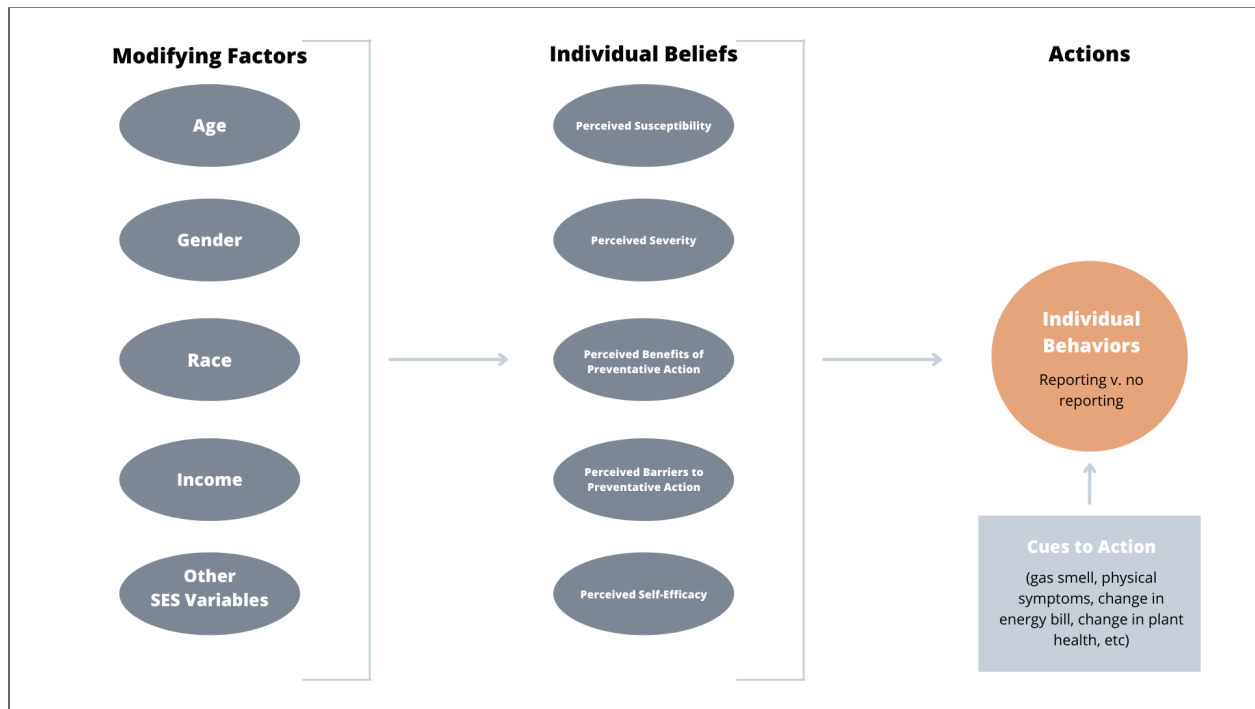 Modifying Factors
Age
Gender
Race
Income
Other
SES Variables
Individual Beliefs
Perceived Susceptibility
Perceived Severity
Perceived Benefits of
Preventative Action
Perceived Barriers to
Preventative Action
Perceived Self-Efficacy
Actions
Individual
Behaviors
Reporting v. no
reporting
Cues to Action
(gas smell, physical
symptoms, change in
energy bill, change in plant
health, etc)